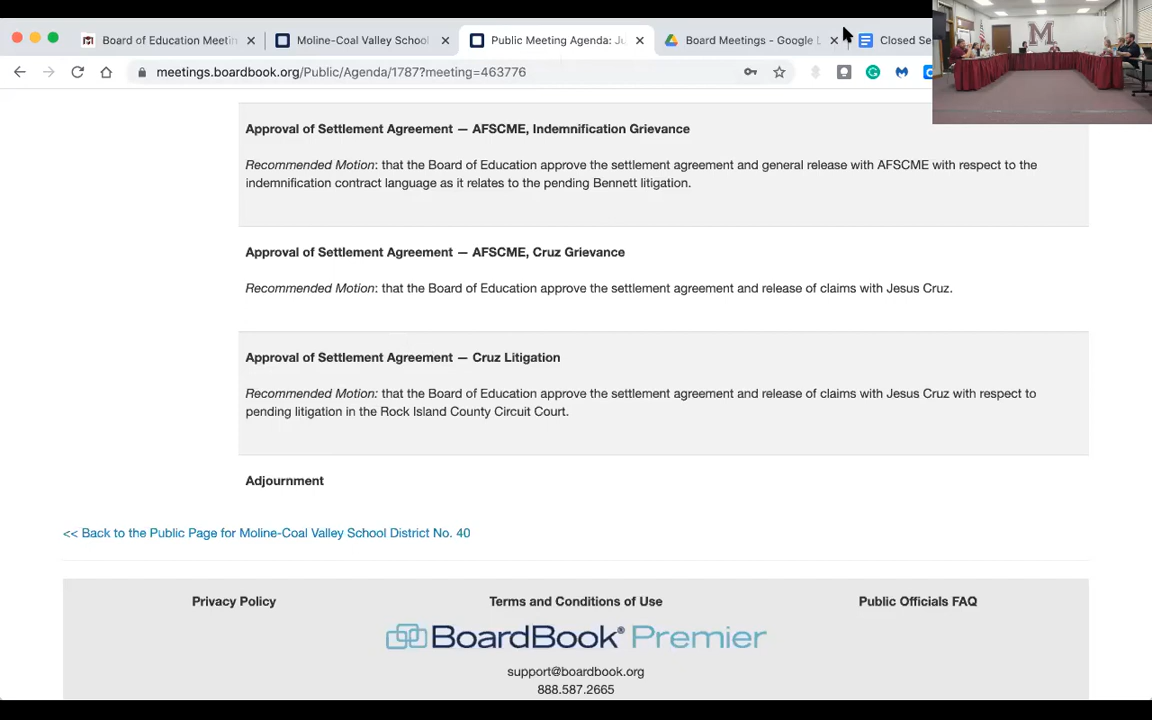 Board of Education Meetin
Moline-Coal Valley School
Public Meeting Agenda: Ju
Board Meetings - Google
Closed Se
meetings.boardbook.org/Public/Agenda/1787?meeting=463776
M
Approval of Settlement Agreement — AFSCME, Indemnification Grievance
Recommended Motion: that the Board of Education approve the settlement agreement and general release with AFSCME with respect to the
indemnification contract language as it relates to the pending Bennett litigation.
Approval of Settlement Agreement — AFSCME, Cruz Grievance
Recommended Motion: that the Board of Education approve the settlement agreement and release of claims with Jesus Cruz.
Approval of Settlement Agreement — Cruz Litigation
Recommended Motion: that the Board of Education approve the settlement agreement and release of claims with Jesus Cruz with respect to
pending litigation in the Rock Island County Circuit Court.
Adjournment
<< Back to the Public Page for Moline-Coal Valley School District No. 40
Privacy Policy
Terms and Conditions of Use
Public Officials FAQ
BoardBook® Premier
support@boardbook.org
888.587.2665